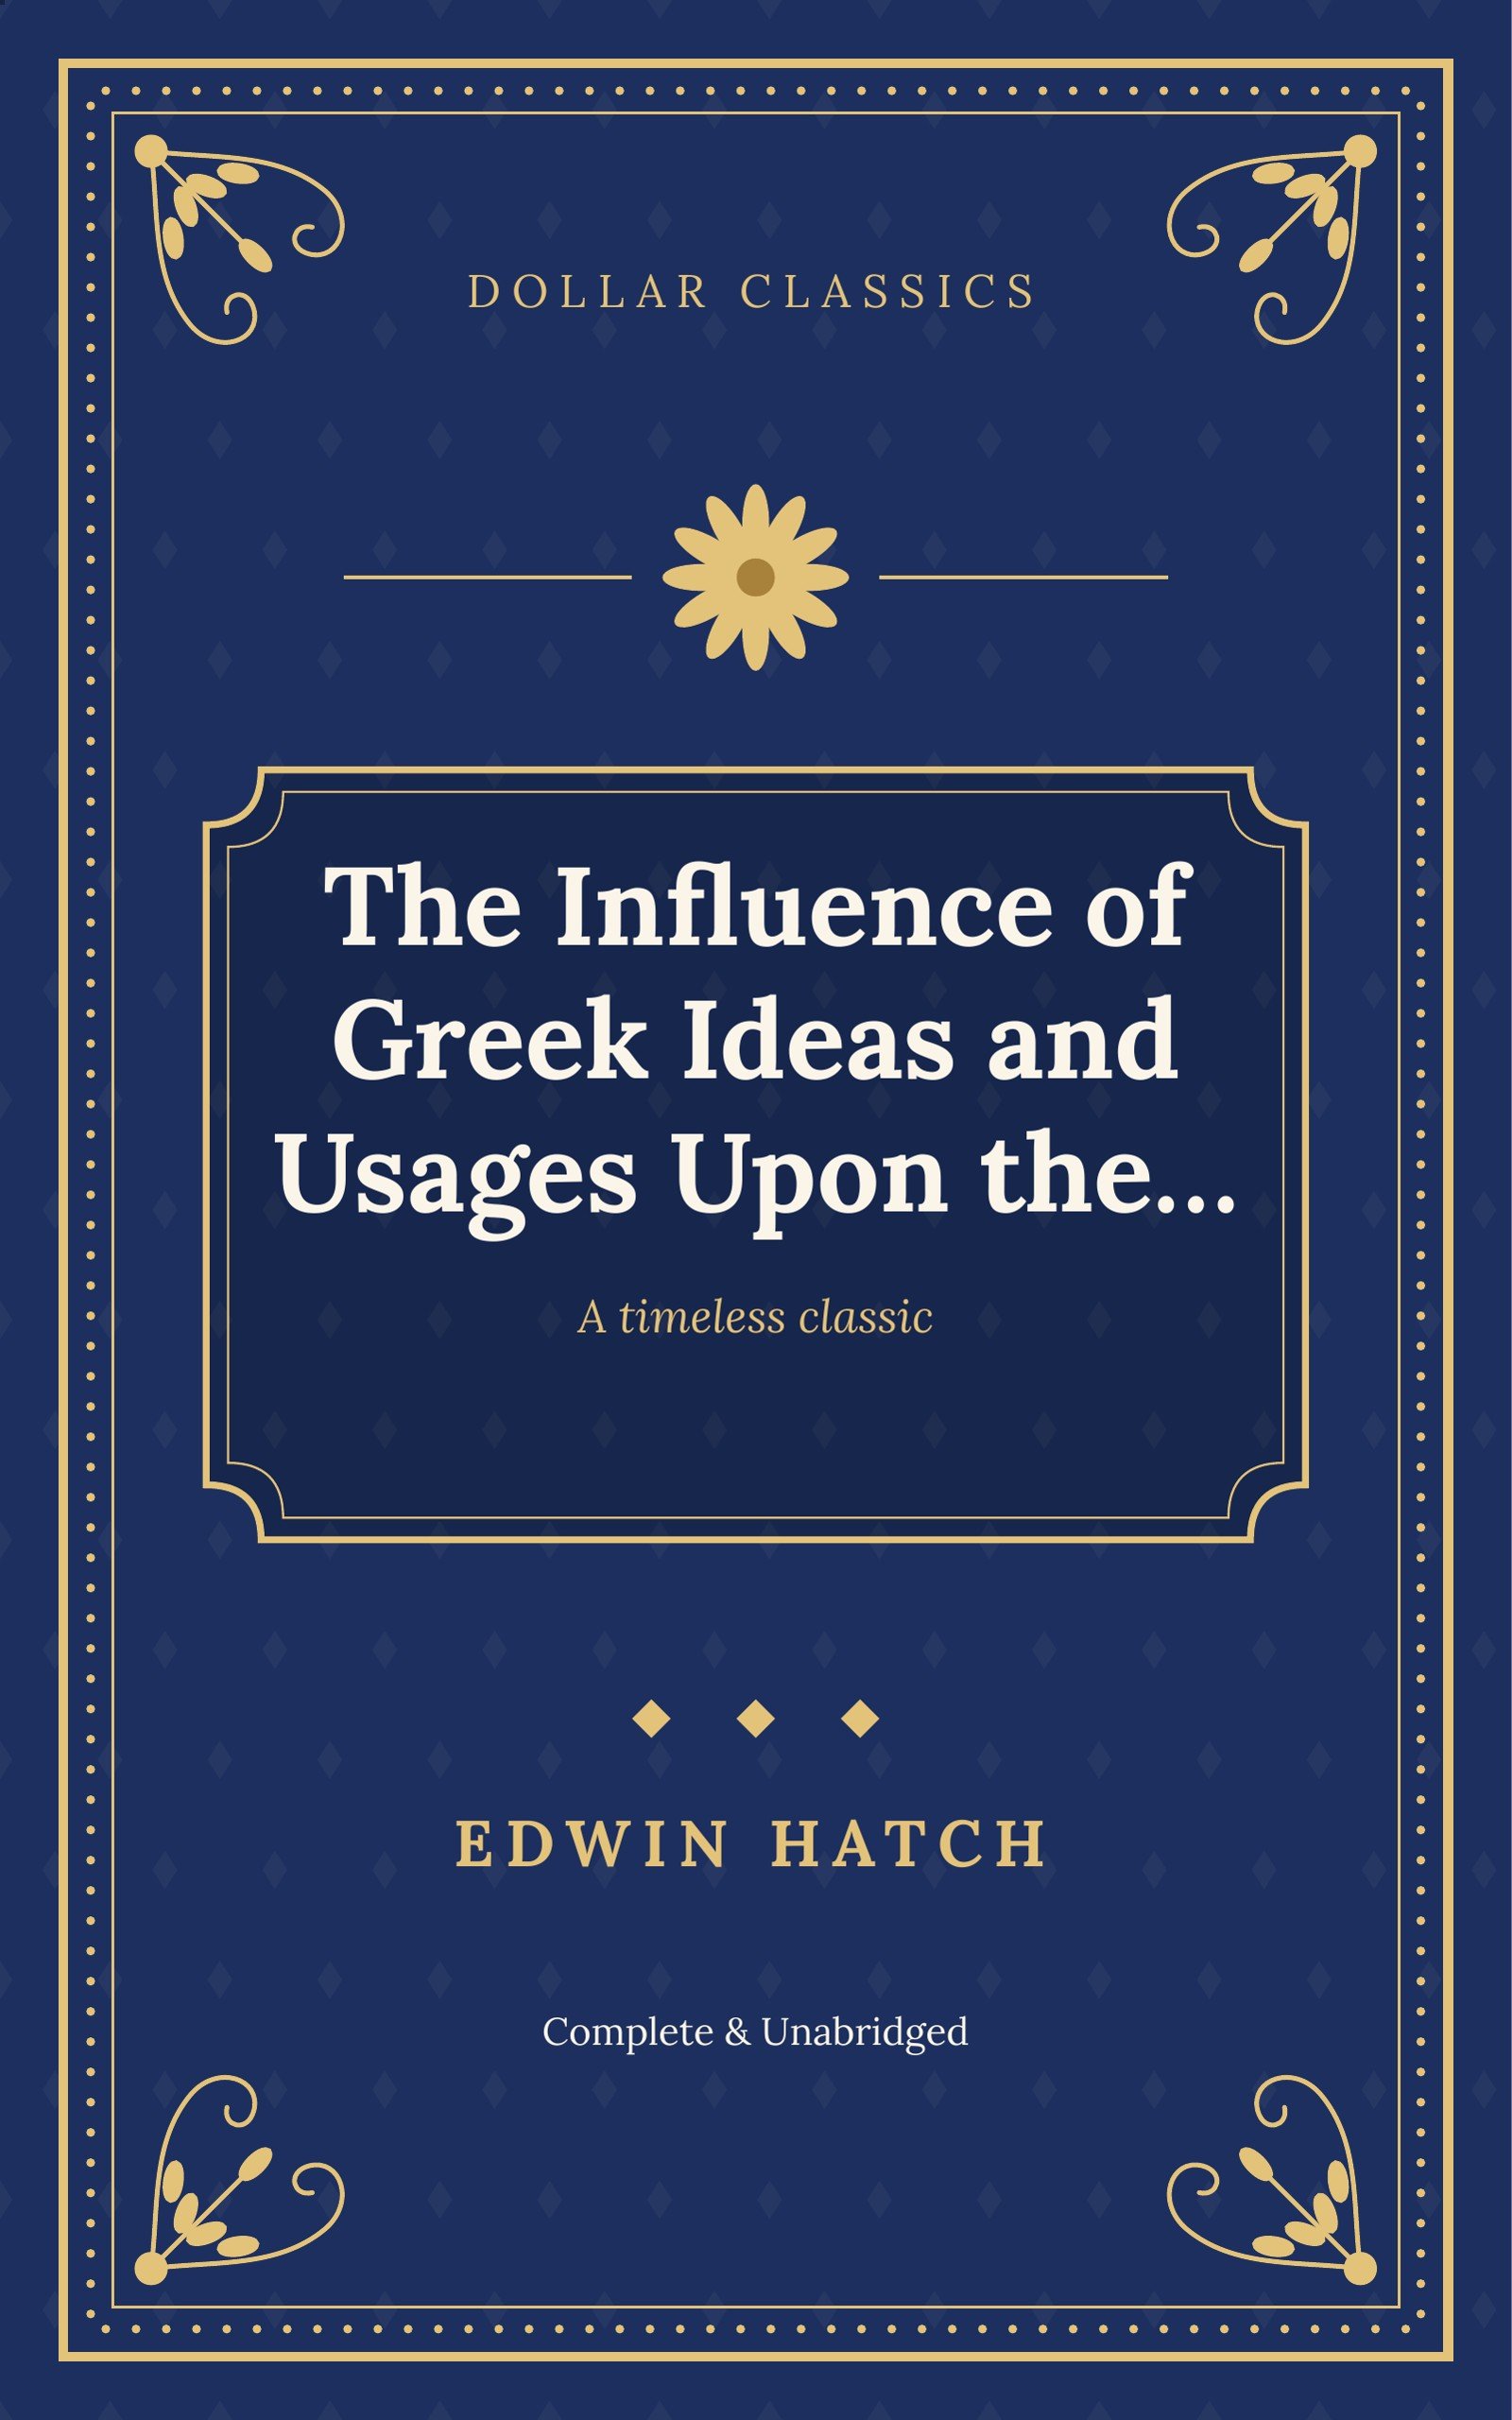 DOLLAR CLASSICS
The Influence of
Greek Ideas and
Usages Upon the...
A timeless classic
EDWIN HATCH
Complete & Unabridged